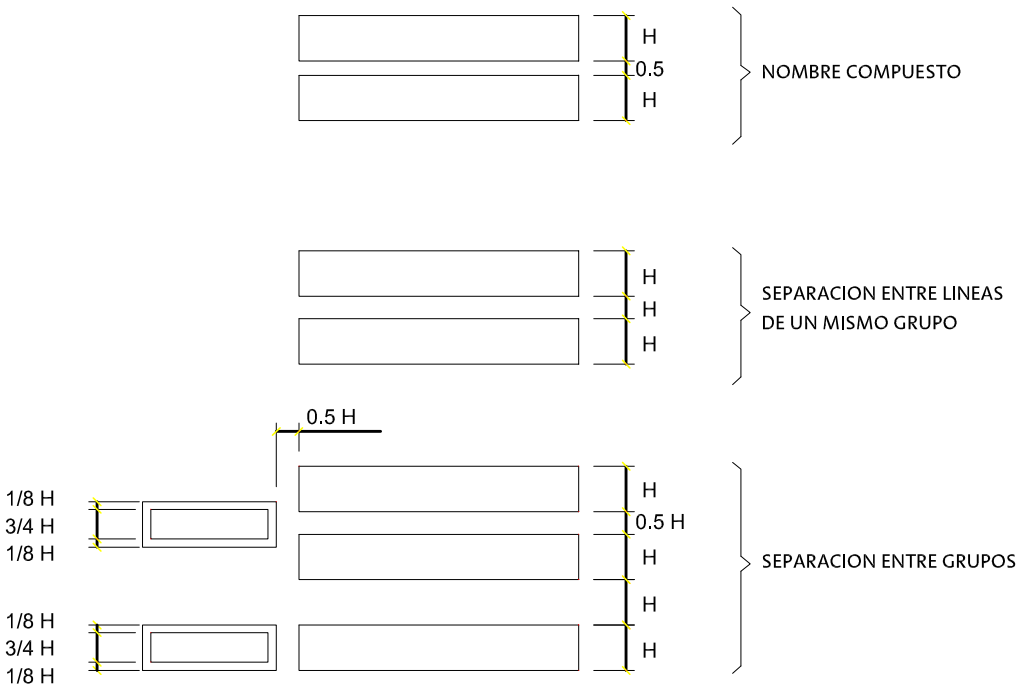 H
0.5
H
NOMBRE COMPUESTO
H
H
H
SEPARACION ENTRE LINEAS
DE UN MISMO GRUPO
0.5 H
1/8 H
3/4 H
1/8 H
H
0.5 H
H
H
H
SEPARACION ENTRE GRUPOS
1/8 H
3/4 H
1/8 H